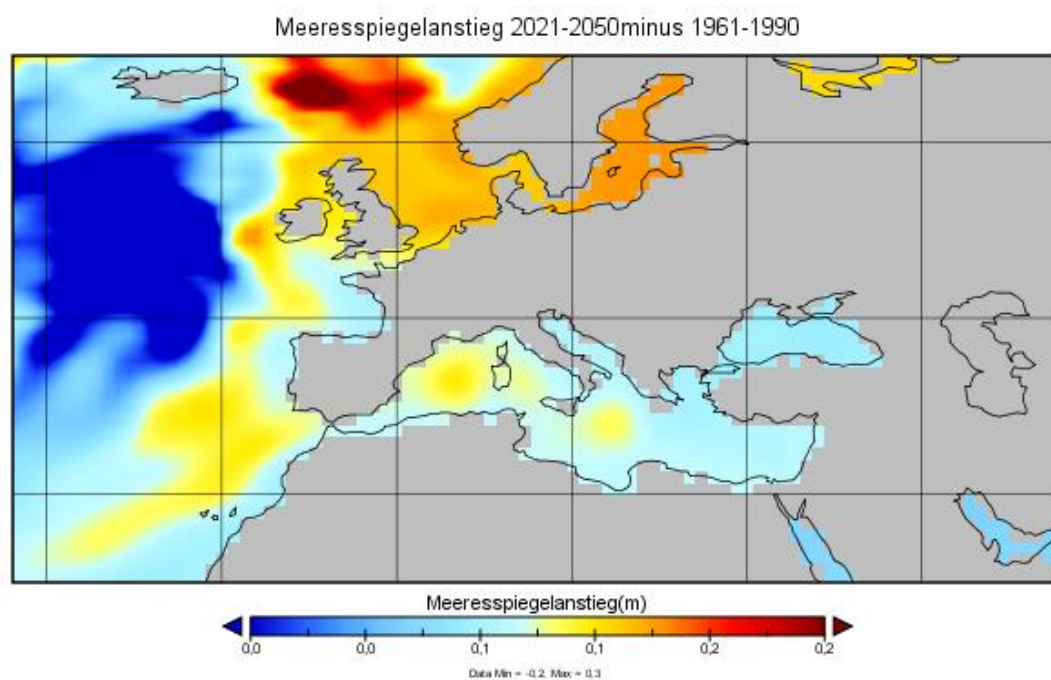 Meeresspiegelanstieg 2021-2050minus 1961-1990
Meeresspiegelanstieg(m)
0,0 0,0 0,1 0,1 0,2 0,2
Data Min = -0,2, Max = 0,3